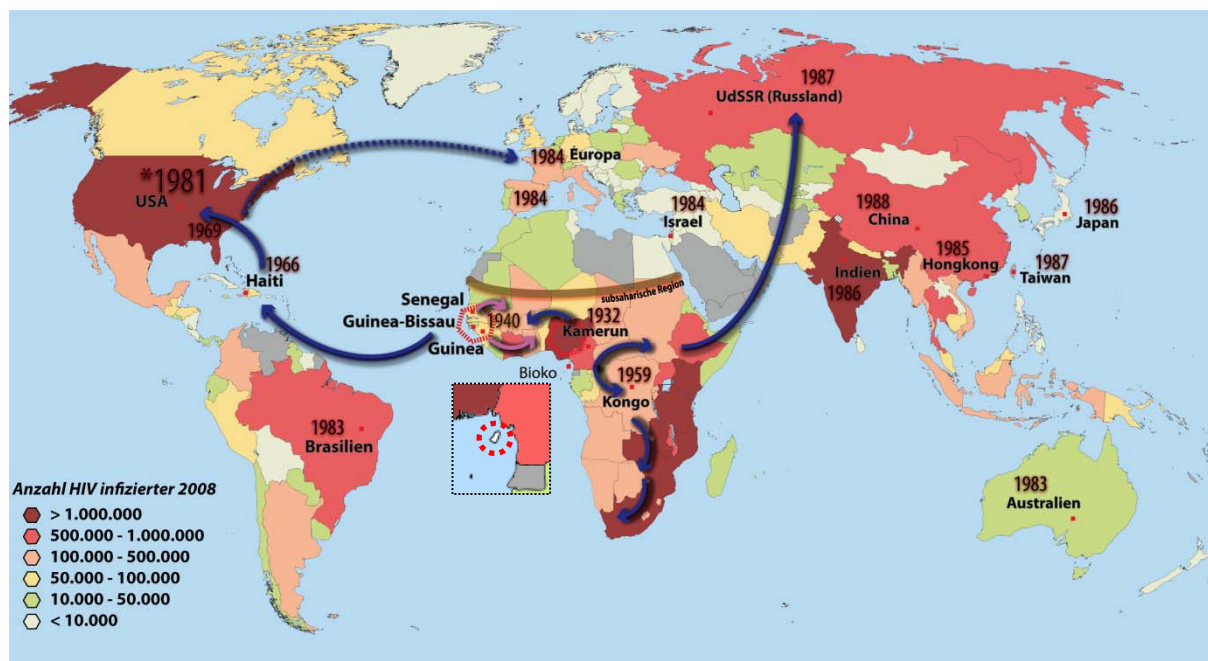 1987
UdSSR (Russland)
1984
Europa
*1981
USA
1984
1984
Israel
1988
China
1986
Japan
1969
1966
Haiti
1985
Hongkong
1987
Taiwan
Indien
1986
subsaharische Region
Senegal
Guinea-Bissau
1940
Guinea
1932
Kamerun
Bioko
1959
Kongo
1983
Brasilien
1983
Australien
Anzahl HIV infizierter 2008
> 1.000.000
500.000 - 1.000.000
100.000 - 500.000
50.000 - 100.000
10.000 - 50.000
< 10.000